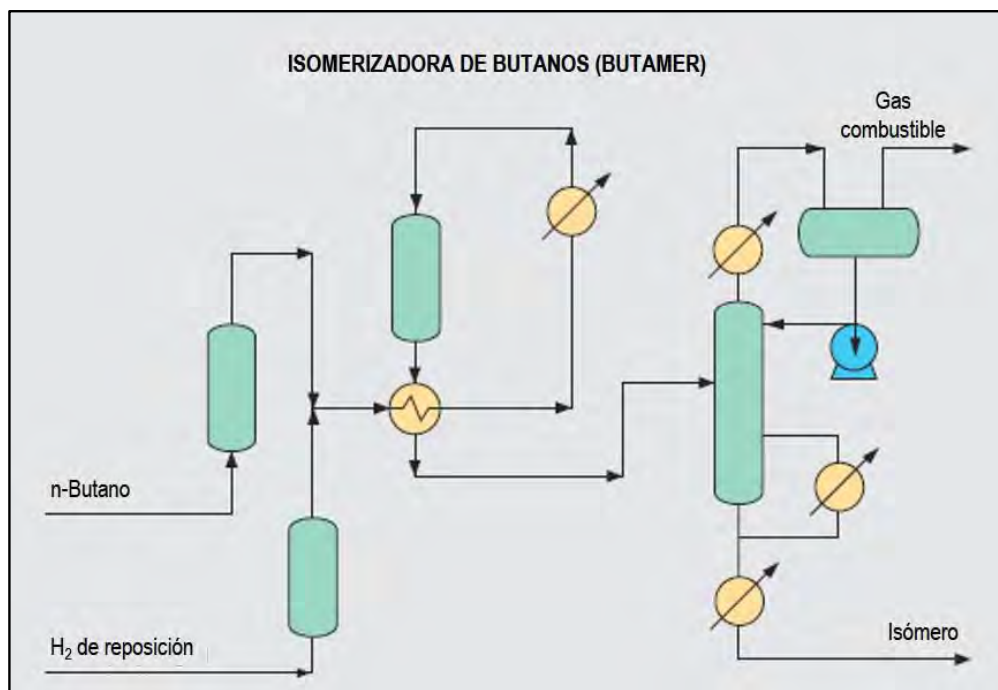 ISOMERIZADORA DE BUTANOS (BUTAMER)
Gas
combustible
n-Butano
H₂ de reposición
Isómero